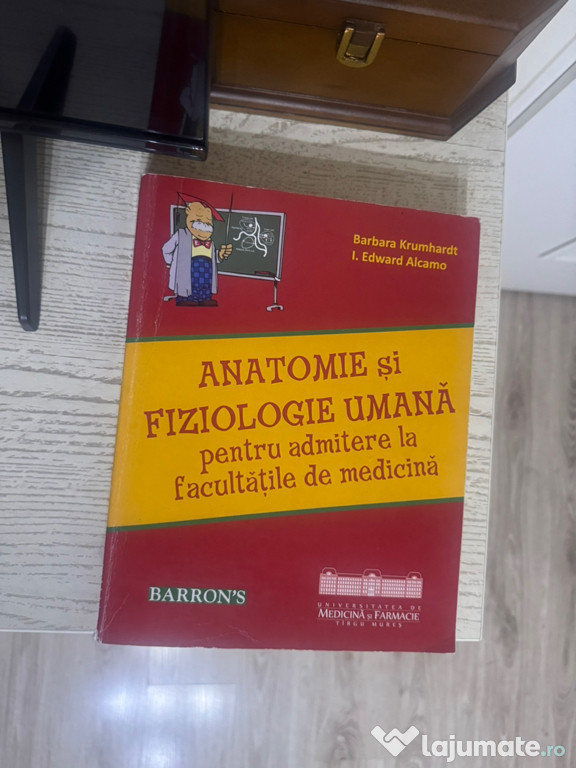 Barbara Krumhardt
I. Edward Alcamo
ANATOMIE și
FIZIOLOGIE UMANĂ
pentru admitere la
facultățile de medicină
BARRON'S
UNIVERSITATEA DE
MEDICINĂ ȘI FARMACIE
TÎRGU MUREȘ
lajumate.ro